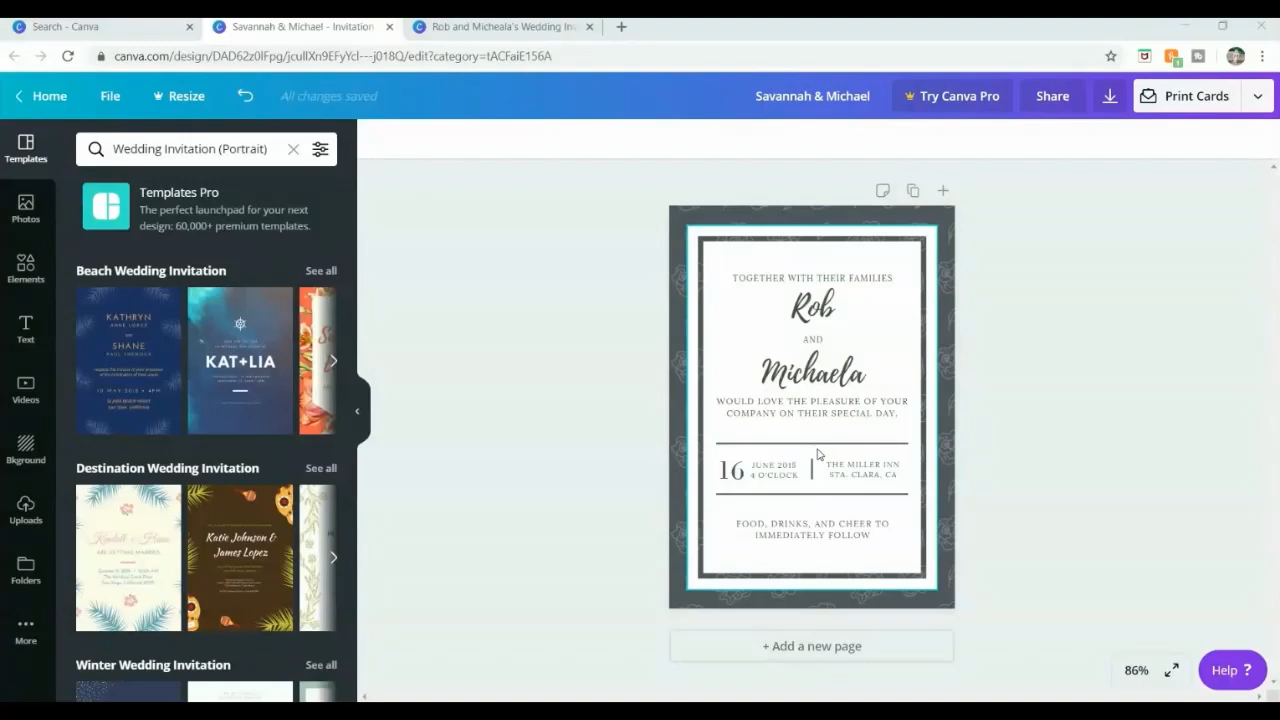 Search - Canva
Savannah & Michael - Invitation
Rob and Micheala's Wedding Inv
canva.com/design/DAD62z0lFpg/jcullXn9EFyYcl---j018Q/edit?category=tACFaiE156A
Home
File
Resize
All changes saved
Savannah & Michael
Try Canva Pro
Share
Print Cards
Templates
Photos
Elements
Text
Videos
Bkground
Uploads
Folders
More
Wedding Invitation (Portrait)
Templates Pro
The perfect launchpad for your next
design: 60,000+ premium templates.
Beach Wedding Invitation
See all
KATHRYN
SHANE
KAT+LIA
Destination Wedding Invitation
See all
Katie Johnson &
James Lopez
Winter Wedding Invitation
See all
TOGETHER WITH THEIR FAMILIES
Rob
AND
Michaela
WOULD LOVE THE PLEASURE OF YOUR
COMPANY ON THEIR SPECIAL DAY,
16
JUNE 2015
4 O'CLOCK
THE MILLER INN
STA. CLARA, CA
FOOD, DRINKS, AND CHEER TO
IMMEDIATELY FOLLOW
+ Add a new page
86%
Help ?